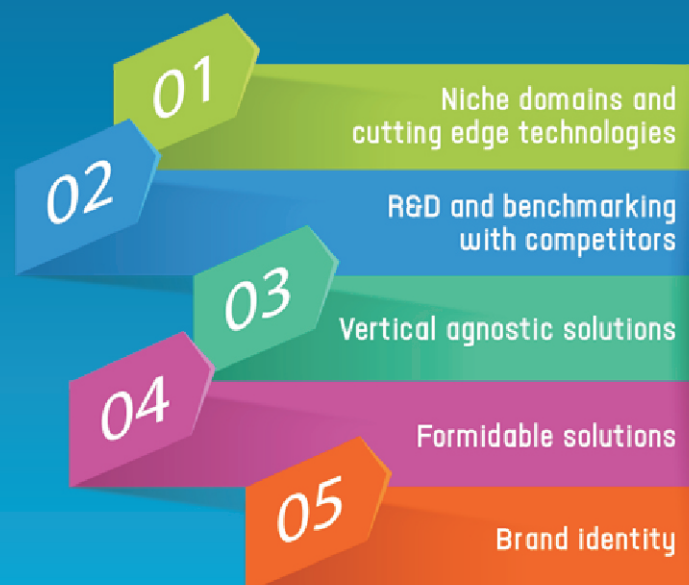 01
Niche domains and
cutting edge technologies
02
R&D and benchmarking
with competitors
03
Vertical agnostic solutions
04
Formidable solutions
05
Brand identity